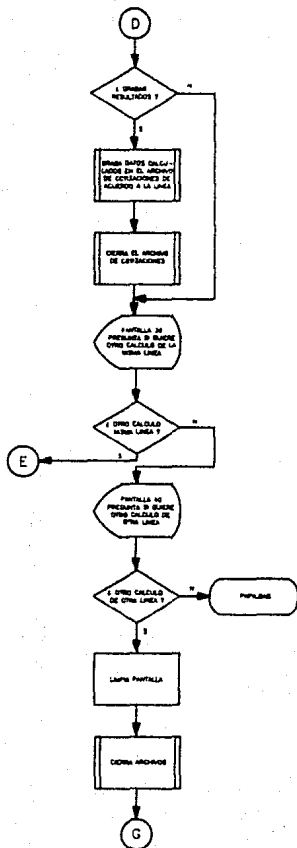 D
¿ GRABAR
RESULTADOS ?
N
S
GRABA DATOS CALCU-
LADOS EN EL ARCHIVO
DE COTIZACIONES DE
ACUERDO A LA LINEA
CIERRA EL ARCHIVO
DE COTIZACIONES
PANTALLA
PREGUNTA SI QUIERE
OTRO CALCULO DE LA
MISMA LINEA
¿ OTRO CALCULO
MISMA LINEA ?
N
S
E
PANTALLA
PREGUNTA SI QUIERE
OTRO CALCULO DE
OTRA LINEA
¿ OTRO CALCULO
DE OTRA LINEA ?
N
S
LIMPIA PANTALLA
CIERRA ARCHIVOS
G